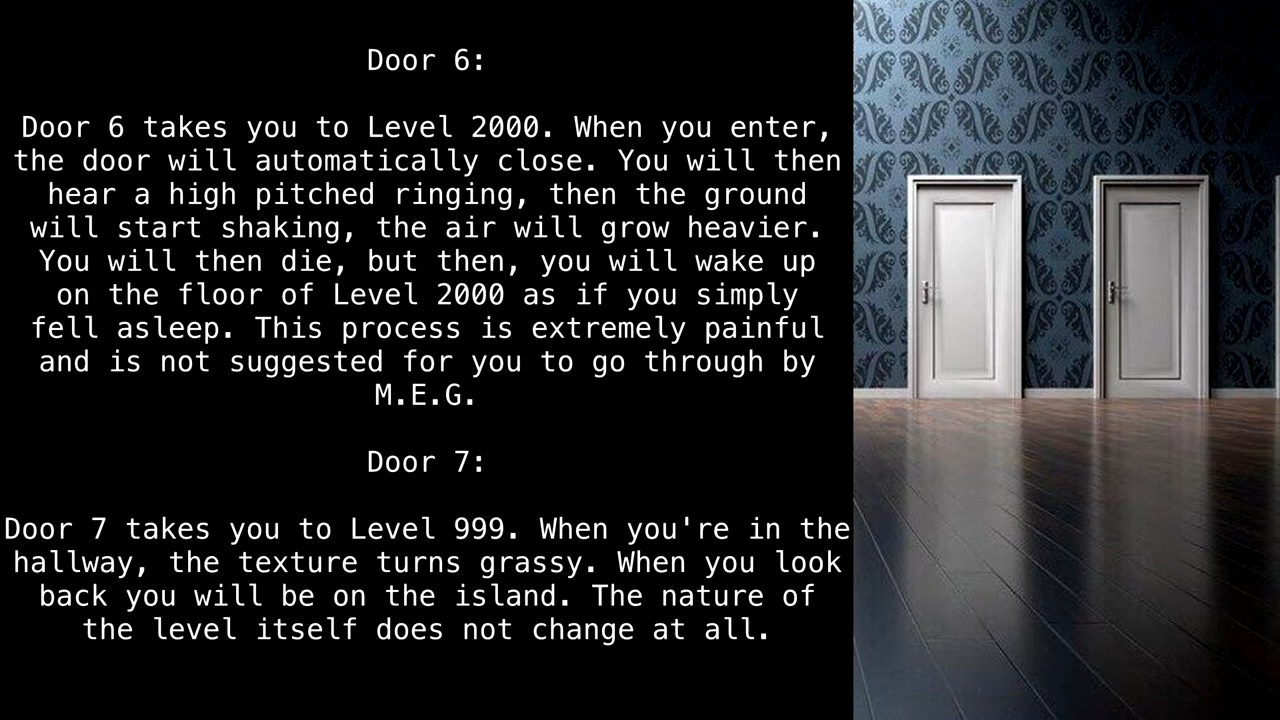 Door 6:
Door 6 takes you to Level 2000. When you enter,
the door will automatically close. You will then
hear a high pitched ringing, then the ground
will start shaking, the air will grow heavier.
You will then die, but then, you will wake up
on the floor of Level 2000 as if you simply
fell asleep. This process is extremely painful
and is not suggested for you to go through by
M.E.G.
Door 7:
Door 7 takes you to Level 999. When you're in the
hallway, the texture turns grassy. When you look
back you will be on the island. The nature of
the level itself does not change at all.